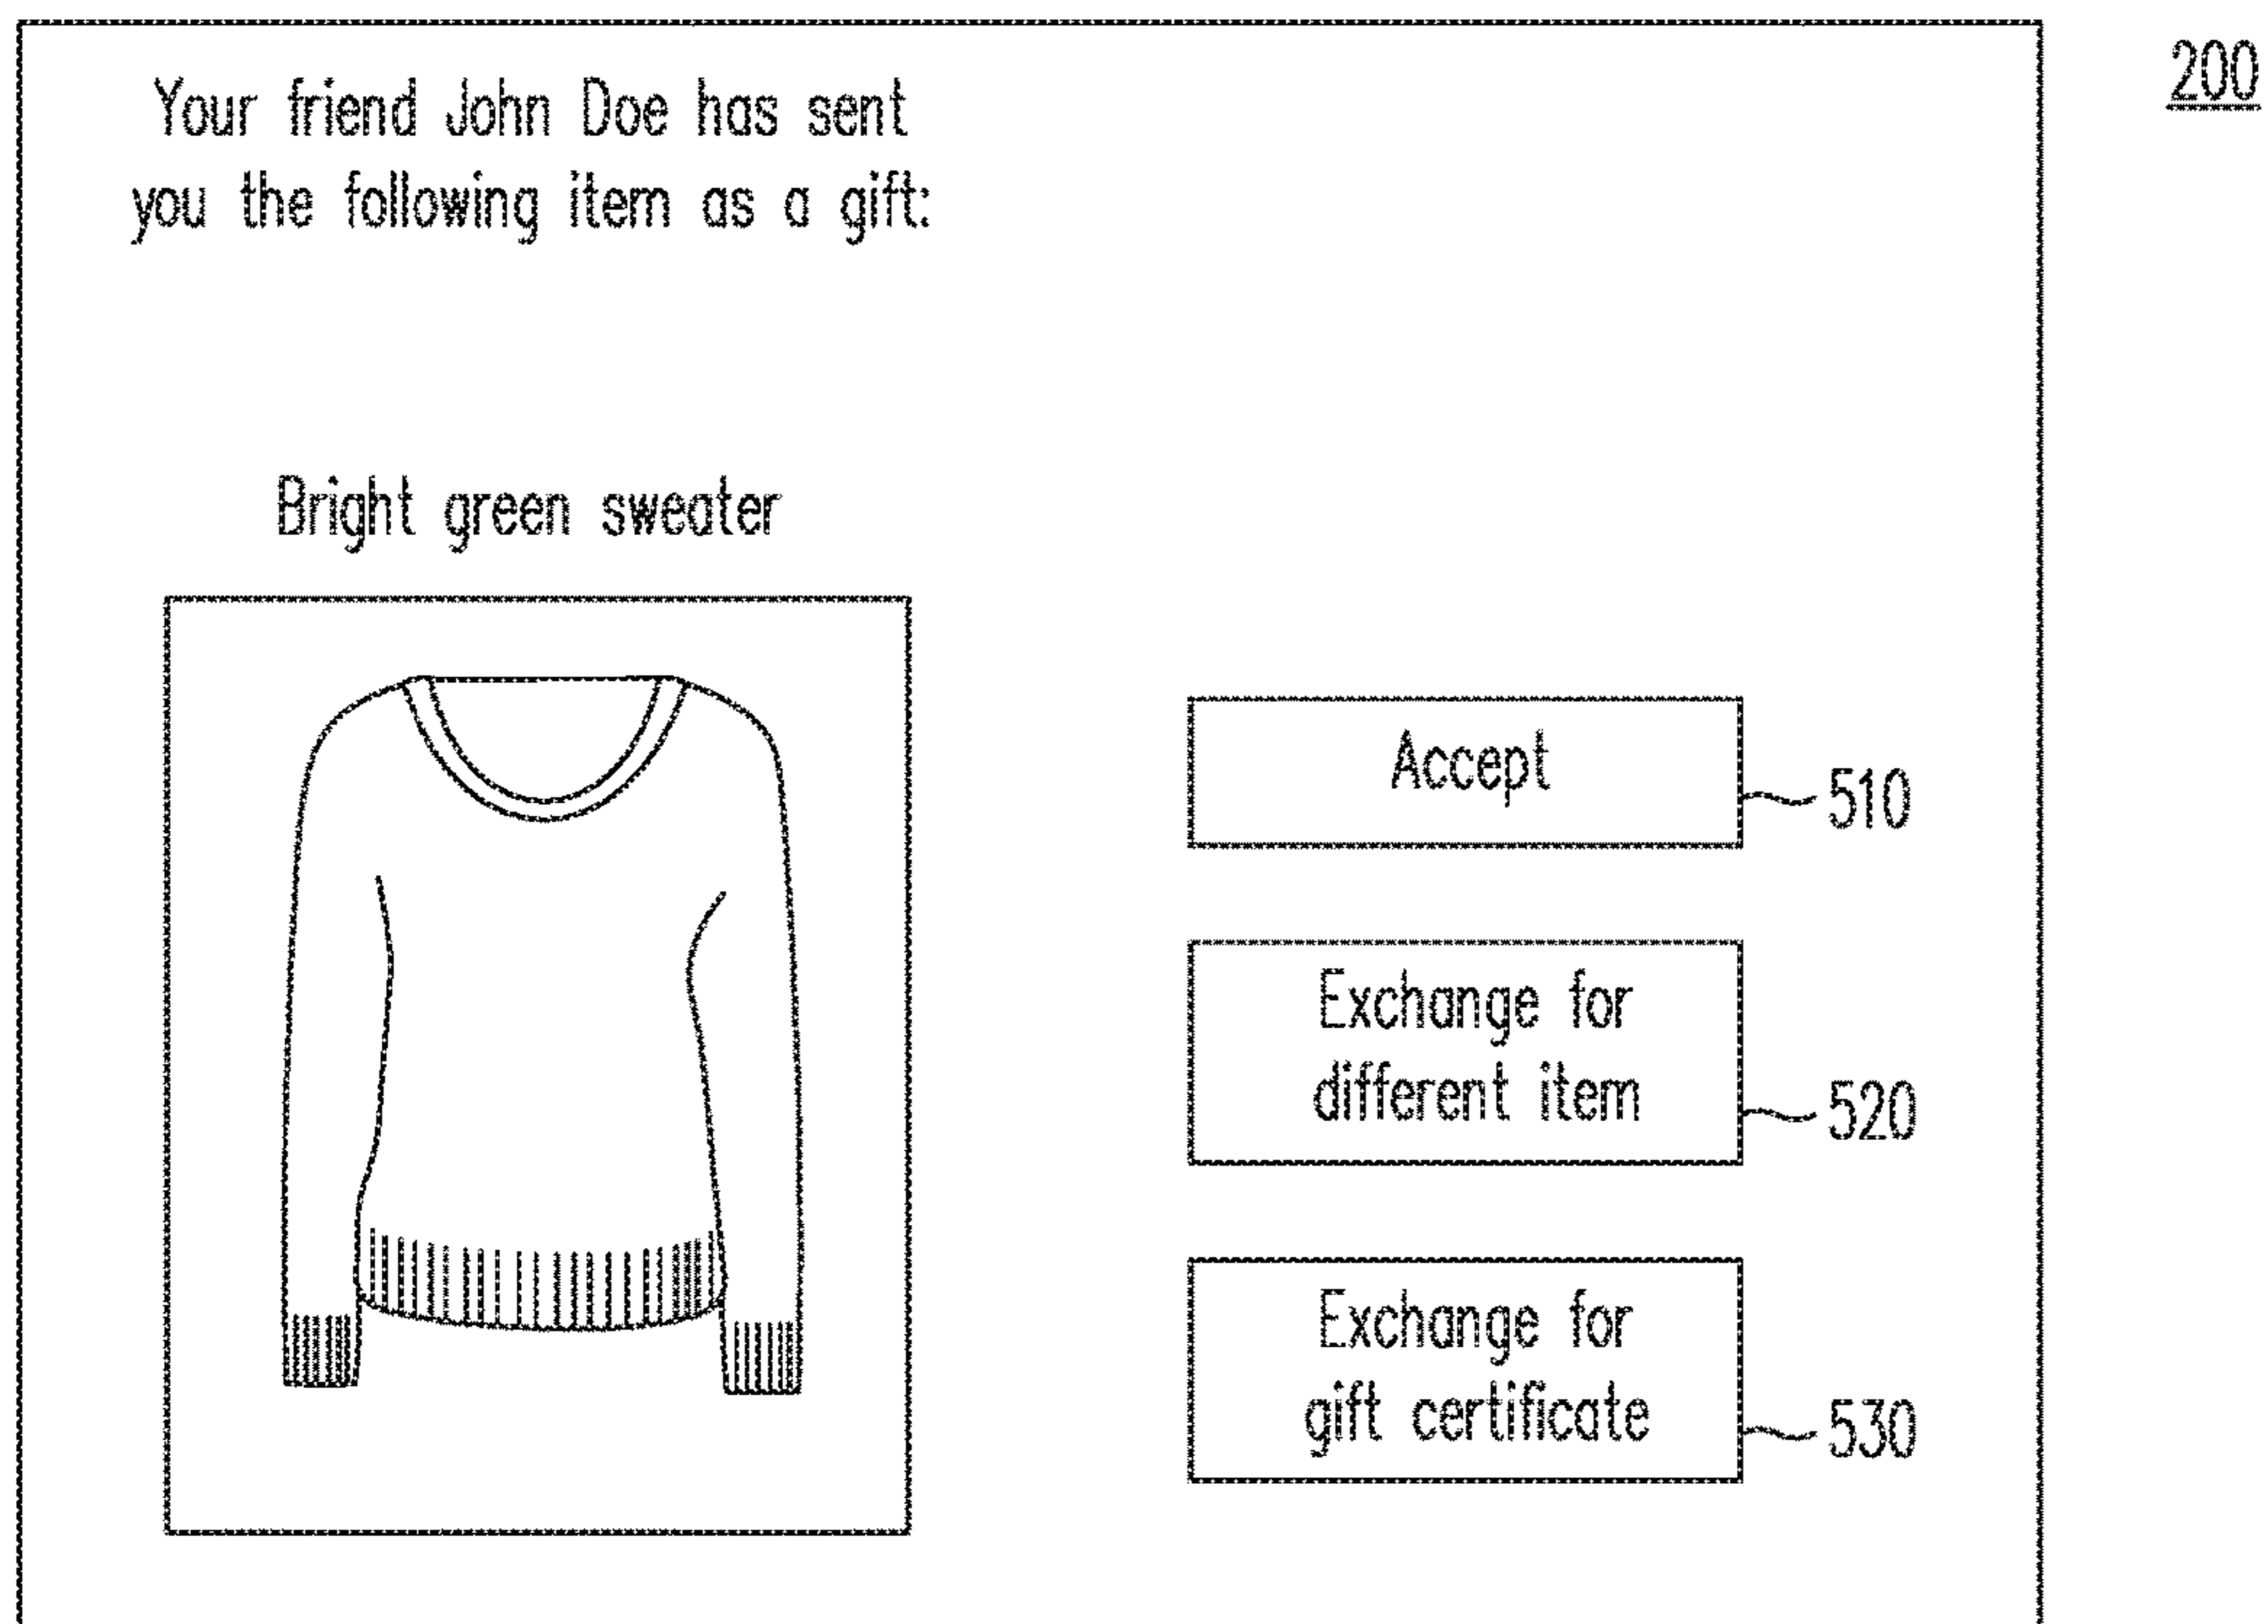 200
Your friend John Doe has sent
you the following item as a gift:
Bright green sweater
Accept
510
Exchange for
different item
520
Exchange for
gift certificate
530